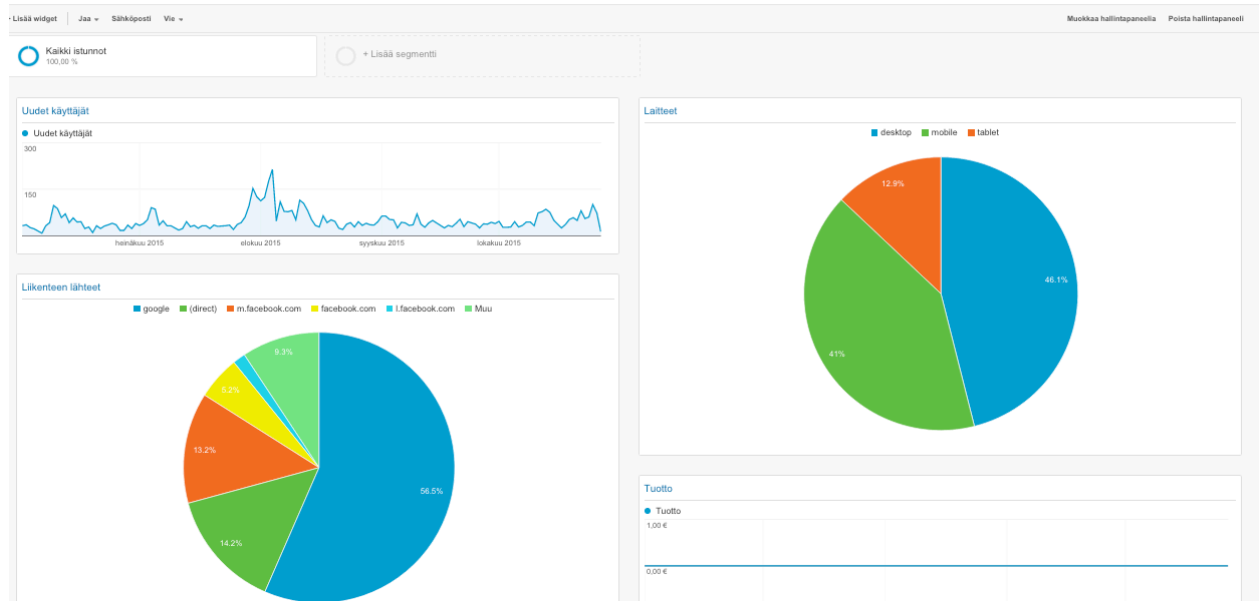 Lisää widget Jaa Sähköposti Vie Muokkaa hallintapaneelia Poista hallintapaneeli
Kaikki istunnot
100,00 %
+ Lisää segmentti
Uudet käyttäjät
Uudet käyttäjät
300
150
heinäkuu 2015 elokuu 2015 syyskuu 2015 lokakuu 2015
Liikenteen lähteet
google (direct) m.facebook.com facebook.com l.facebook.com Muu
9.3%
5.2%
13.2%
56.5%
14.2%
Laitteet
desktop mobile tablet
12.9%
46.1%
41%
Tuotto
Tuotto
1,00 €
0,00 €